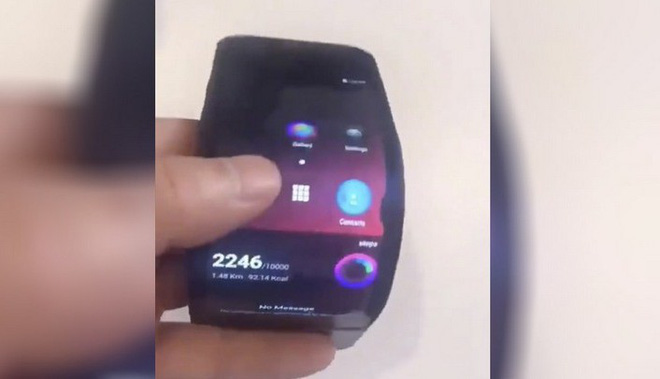 Gallery
Settings
Contacts
steps
2246/10000
1.48 Km 92.14 Kcal
No Message